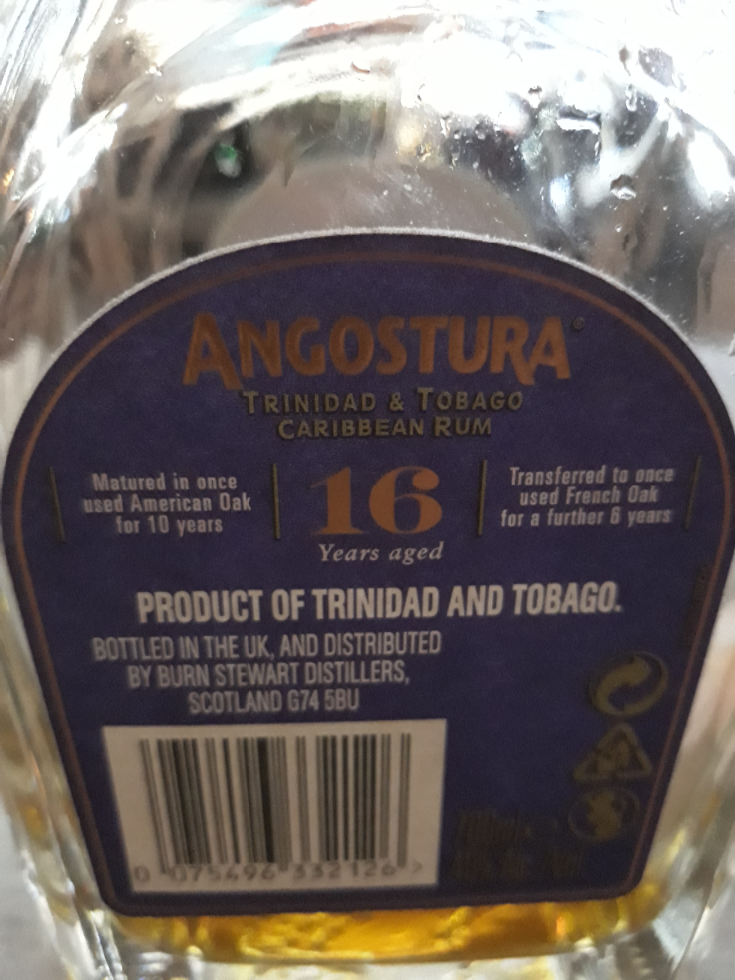 ANGOSTURA®
TRINIDAD & TOBAGO
CARIBBEAN RUM
Matured in once
used American Oak
for 10 years
16
Years aged
Transferred to once
used French Oak
for a further 6 years
PRODUCT OF TRINIDAD AND TOBAGO.
BOTTLED IN THE UK, AND DISTRIBUTED
BY BURN STEWART DISTILLERS,
SCOTLAND G74 5BU
0 075496 332126 >